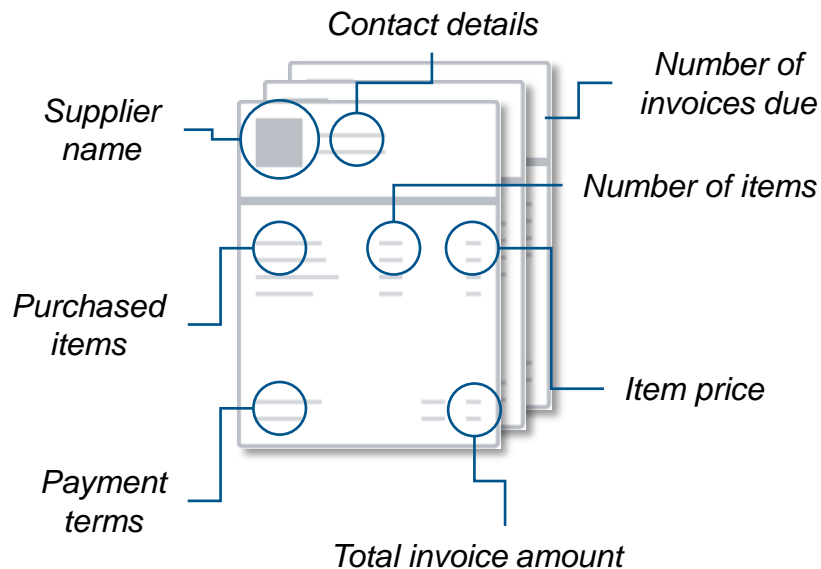 Contact details
Number of
invoices due
Supplier
name
Number of items
Purchased
items
Item price
Payment
terms
Total invoice amount